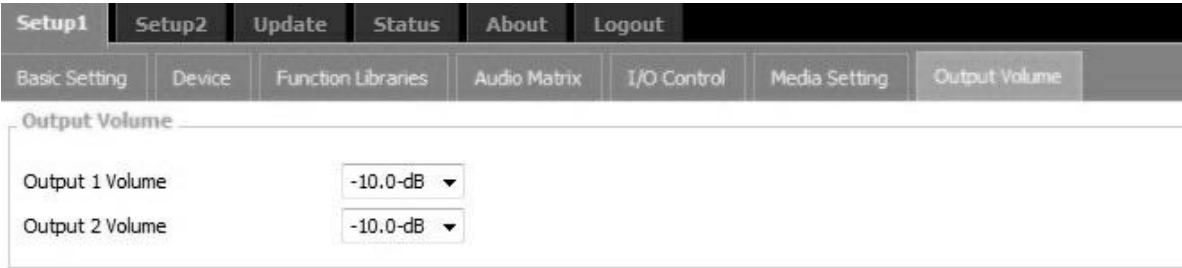 Setup1 Setup2 Update Status About Logout
Basic Setting Device Function Libraries Audio Matrix I/O Control Media Setting Output Volume
Output Volume
Output 1 Volume -10.0-dB
Output 2 Volume -10.0-dB